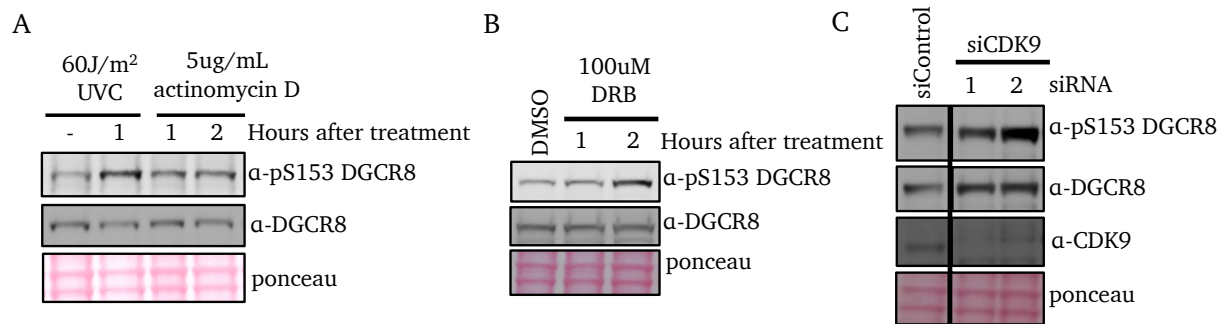 A
60J/m²
UVC
5ug/mL
actinomycin D
- 1 1 2 Hours after treatment
α-pS153 DGCR8
α-DGCR8
ponceau
B
DMSO
100uM
DRB
1 2 Hours after treatment
α-pS153 DGCR8
α-DGCR8
ponceau
C
siControl
siCDK9
1 2 siRNA
α-pS153 DGCR8
α-DGCR8
α-CDK9
ponceau